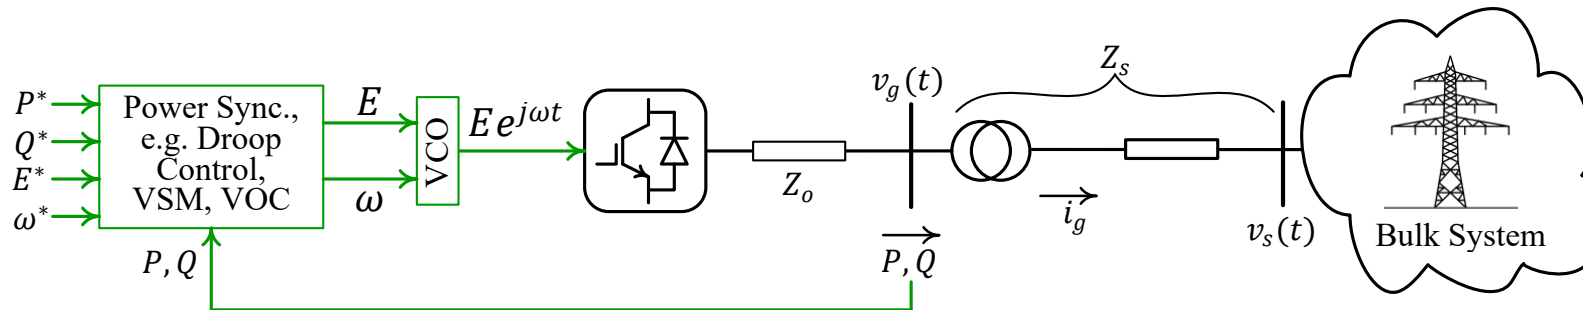 P*
Q*
E*
ω*
Power Sync.,
e.g. Droop
Control,
VSM, VOC
P, Q
E
ω
VCO
Ee^{jωt}
Z_o
v_g(t)
P, Q
Z_s
i_g
v_s(t)
Bulk System